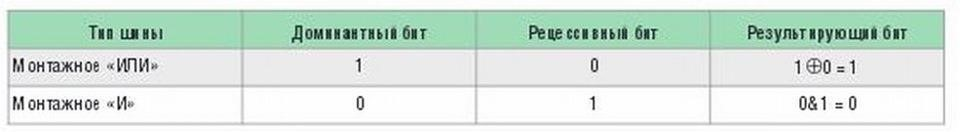 Тип шины Доминантный бит Рецессивный бит Результирующий бит
Монтажное «ИЛИ» 1 0 1⊕0 = 1
Монтажное «И» 0 1 0&1 = 0